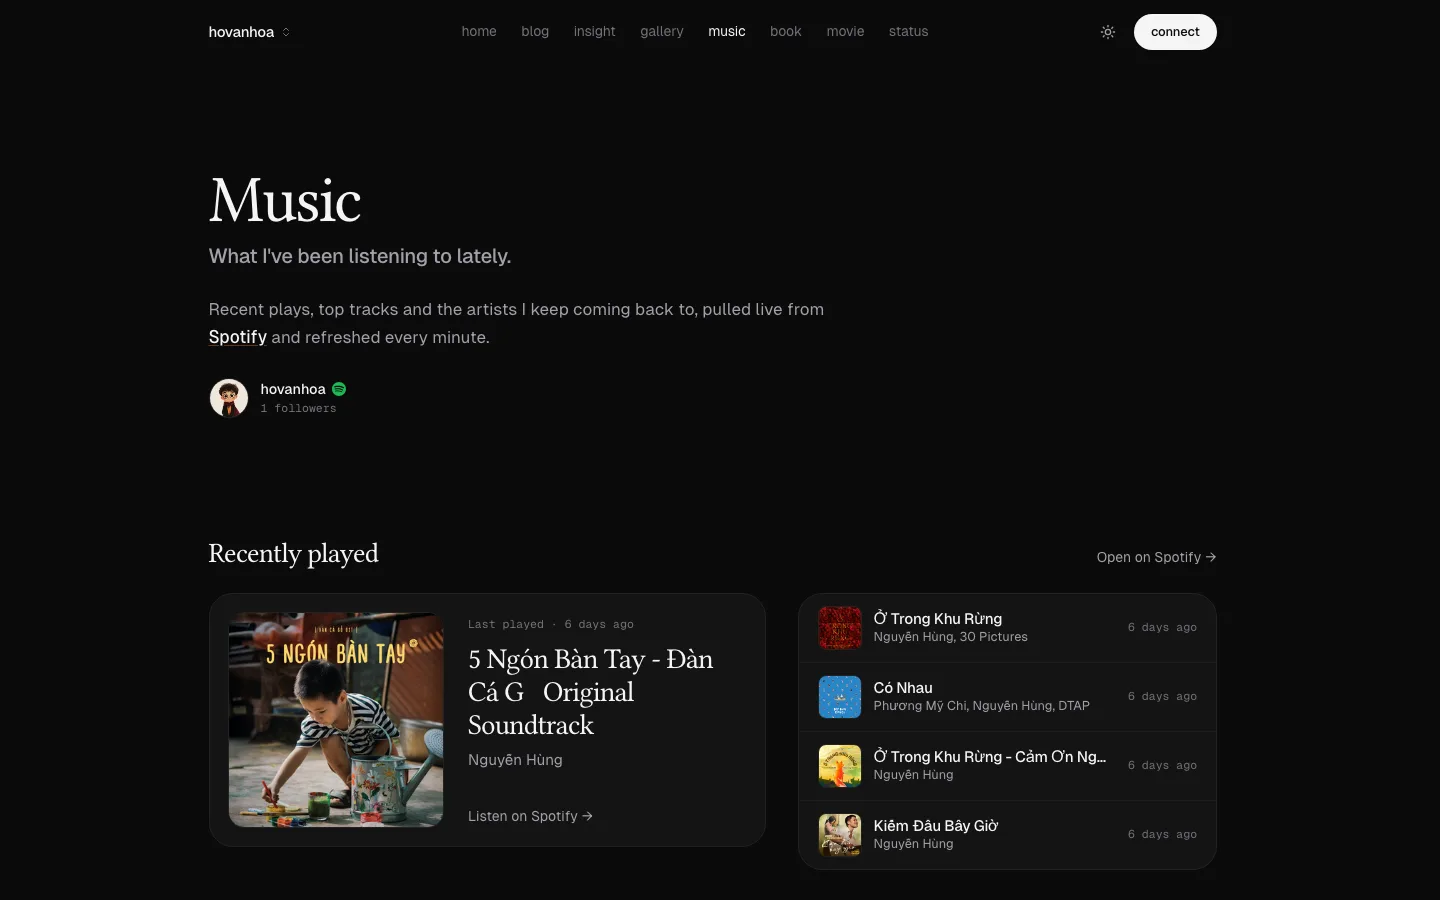 hovanhoa
home
blog
insight
gallery
music
book
movie
status
connect
Music
What I've been listening to lately.
Recent plays, top tracks and the artists I keep coming back to, pulled live from
Spotify and refreshed every minute.
hovanhoa
1 followers
Recently played
Open on Spotify →
5 NGÓN BÀN TAY
Last played · 6 days ago
5 Ngón Bàn Tay - Đàn
Cá G Original
Soundtrack
Nguyễn Hùng
Listen on Spotify →
Ở Trong Khu Rừng
Nguyễn Hùng, 30 Pictures
6 days ago
Có Nhau
Phương Mỹ Chi, Nguyễn Hùng, DTAP
6 days ago
Ở Trong Khu Rừng - Cảm Ơn Ng...
Nguyễn Hùng
6 days ago
Kiếm Đâu Bây Giờ
Nguyễn Hùng
6 days ago